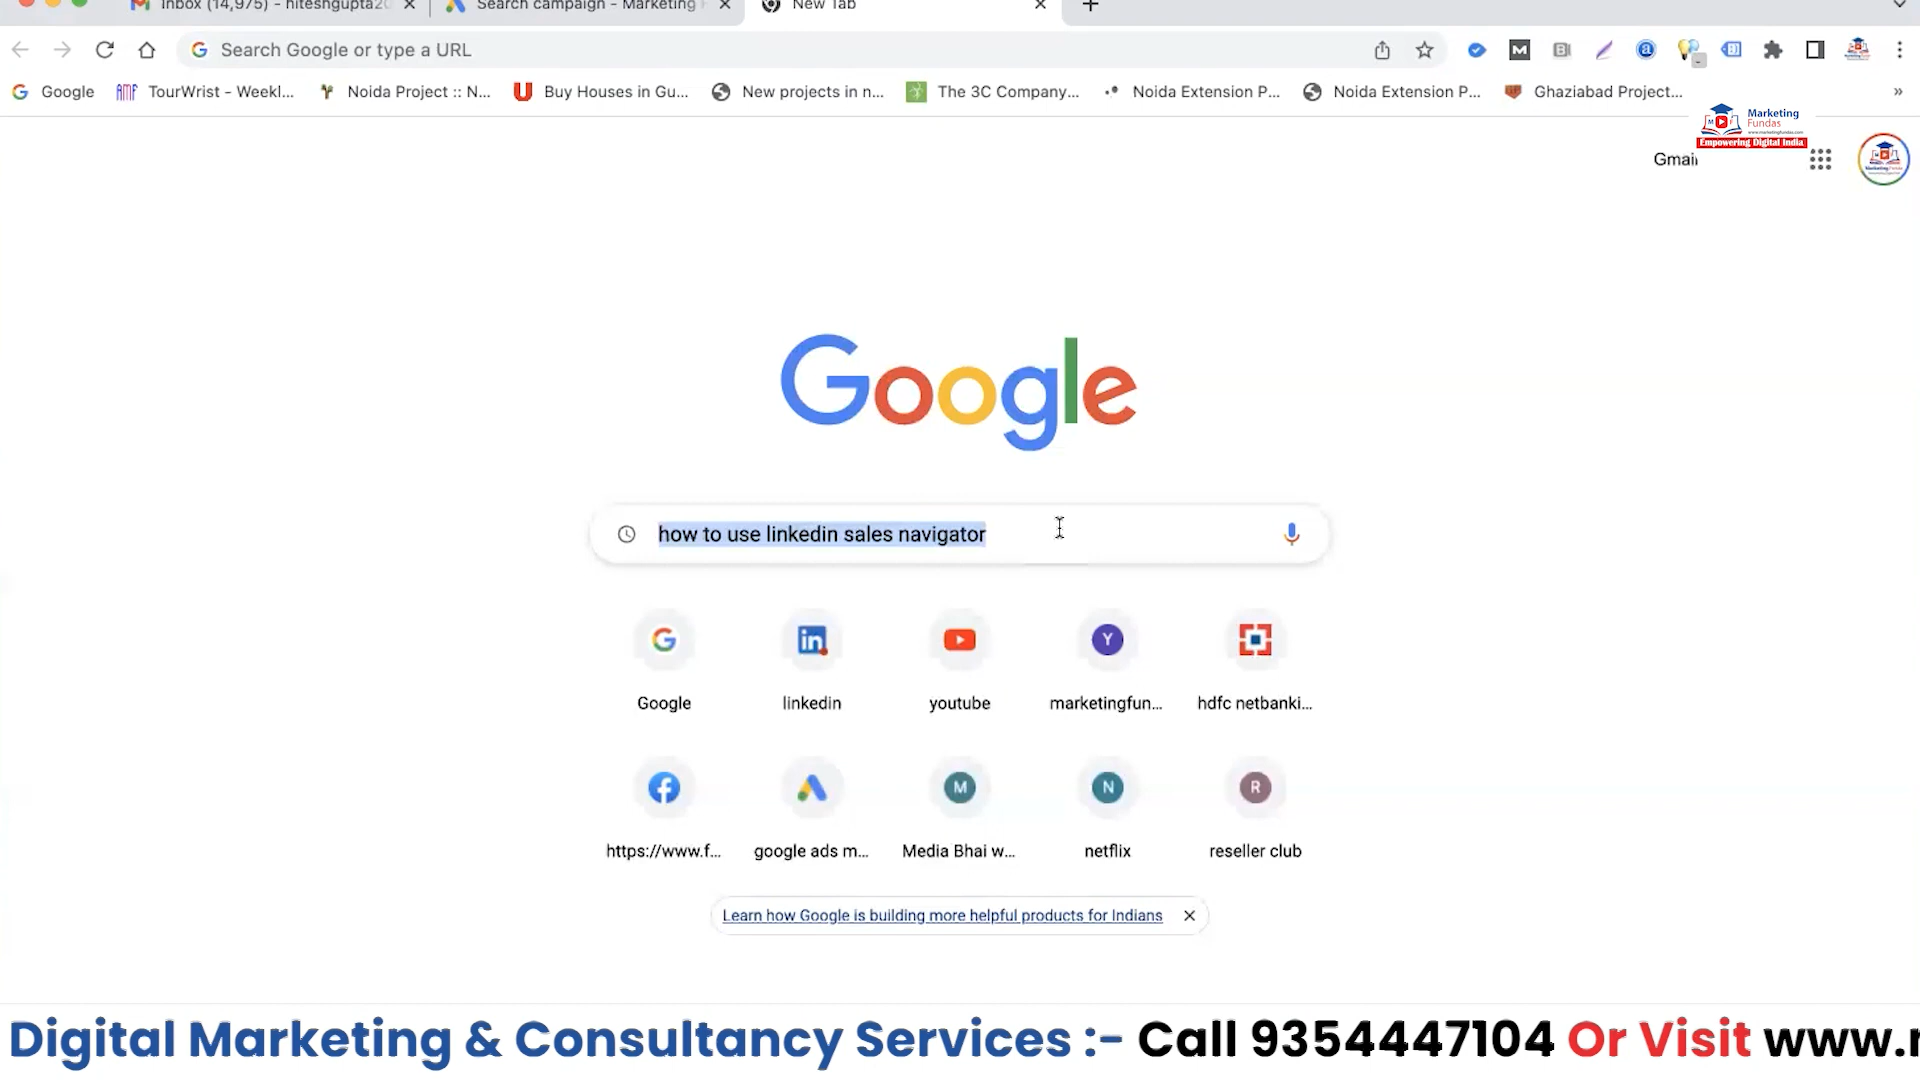 Inbox (14,975) - hiteshgupta20
Search campaign - Marketing
New Tab
Search Google or type a URL
Google
TourWrist - Weekl...
Noida Project :: N...
Buy Houses in Gu...
New projects in n...
The 3C Company...
Noida Extension P...
Noida Extension P...
Ghaziabad Project...
»
Marketing
Fundas
www.marketingfundas.com
Empowering Digital India
Gmail
Google
how to use linkedin sales navigator
Google
linkedin
youtube
marketingfun...
hdfc netbanki...
https://www.f...
google ads m...
Media Bhai w...
netflix
reseller club
Learn how Google is building more helpful products for Indians
Digital Marketing & Consultancy Services :- Call 9354447104 Or Visit www.